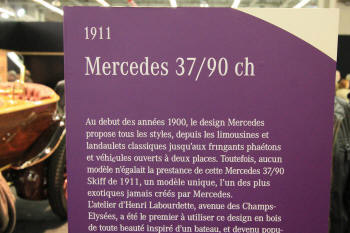 1911
Mercedes 37/90 ch
Au debut des années 1900, le design Mercedes
propose tous les styles, depuis les limousines et
landaulets classiques jusqu'aux fringants phaétons
et véhicules ouverts à deux places. Toutefois, aucun
modèle n'égalait la prestance de cette Mercedes 37/90
Skiff de 1911, un modèle unique, l'un des plus
exotiques jamais créés par Mercedes.
L'atelier d'Henri Labourdette, avenue des Champs-
Elysées, a été le premier à utiliser ce design en bois
de toute beauté inspiré d'un bateau, et devenu popu-